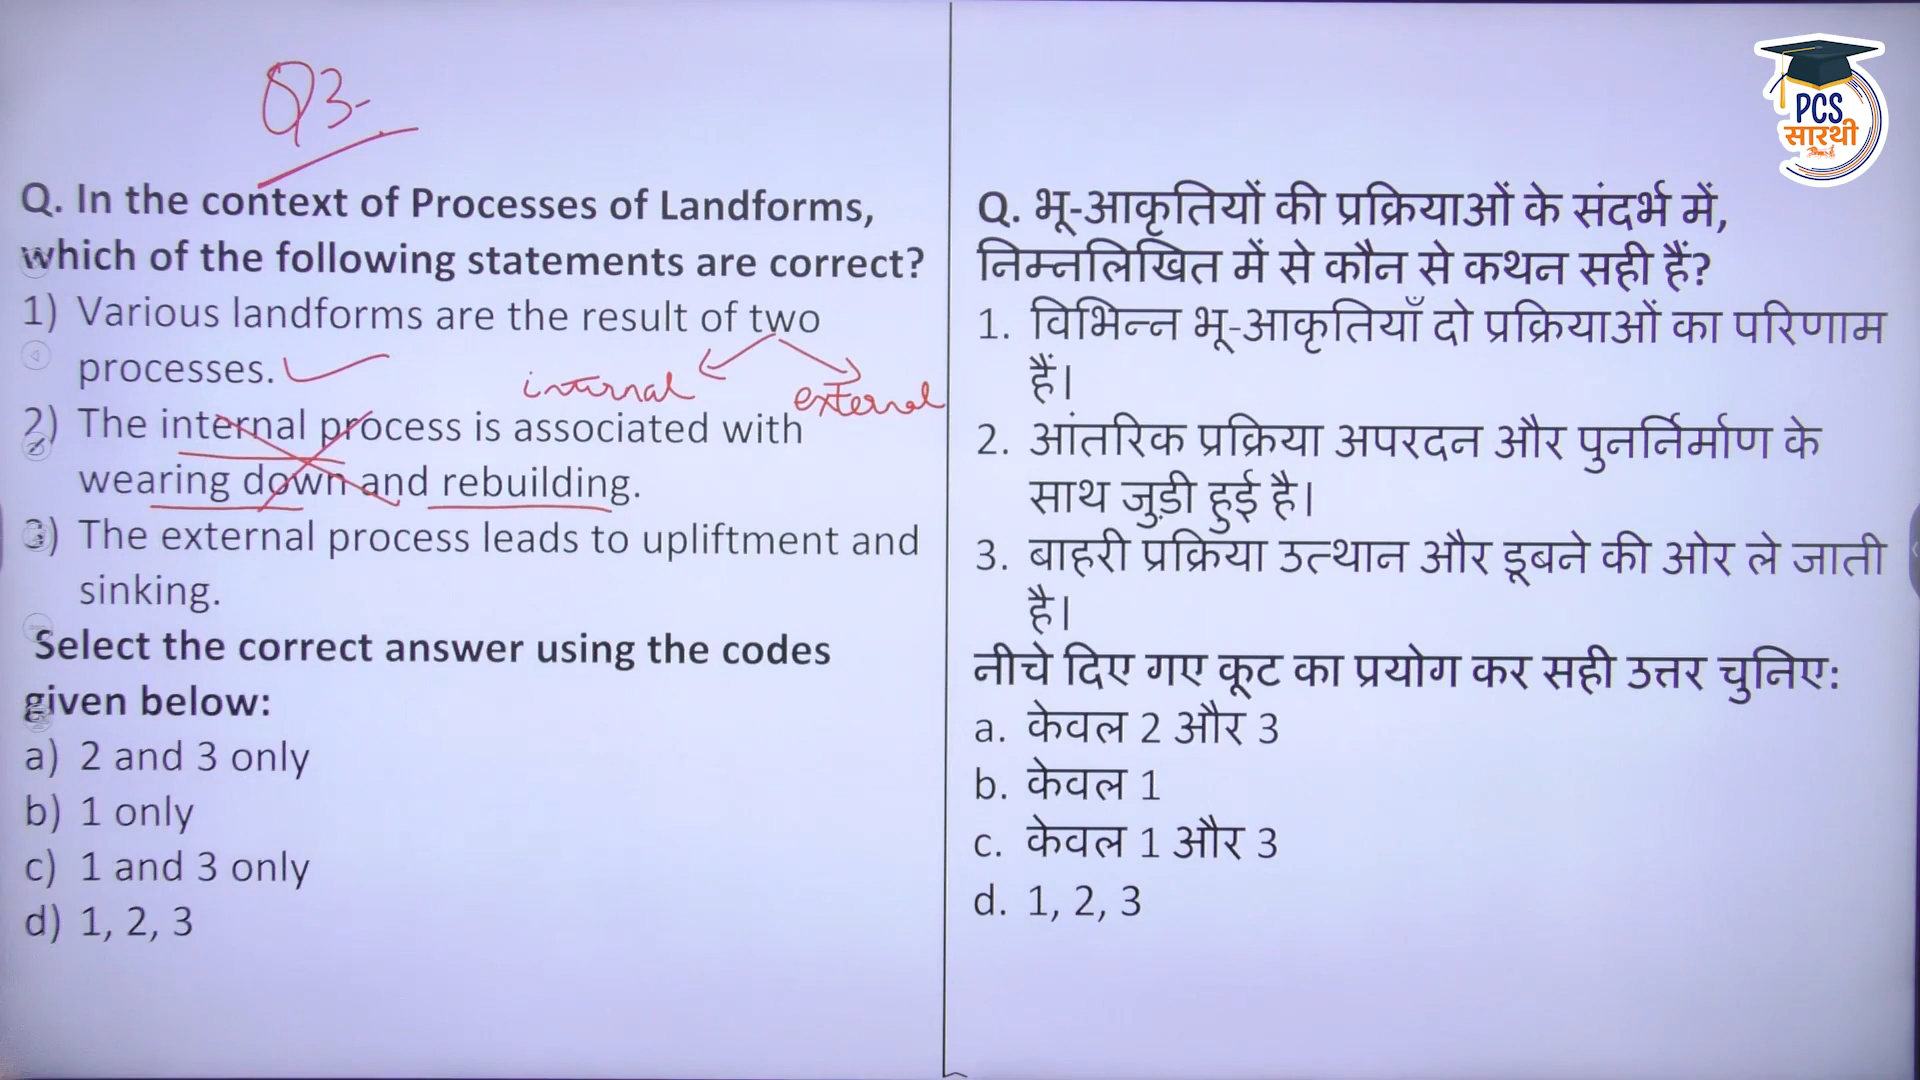 Q3-
Q. In the context of Processes of Landforms,
which of the following statements are correct?
1) Various landforms are the result of two
processes.
internal
external
2) The internal process is associated with
wearing down and rebuilding.
3) The external process leads to upliftment and
sinking.
Select the correct answer using the codes
given below:
a) 2 and 3 only
b) 1 only
c) 1 and 3 only
d) 1, 2, 3
Q. भू-आकृतियों की प्रक्रियाओं के संदर्भ में,
निम्नलिखित में से कौन से कथन सही हैं?
1. विभिन्न भू-आकृतियाँ दो प्रक्रियाओं का परिणाम
हैं।
2. आंतरिक प्रक्रिया अपरदन और पुनर्निर्माण के
साथ जुड़ी हुई है।
3. बाहरी प्रक्रिया उत्थान और डूबने की ओर ले जाती
है।
नीचे दिए गए कूट का प्रयोग कर सही उत्तर चुनिए:
a. केवल 2 और 3
b. केवल 1
c. केवल 1 और 3
d. 1, 2, 3
PCS
सारथी